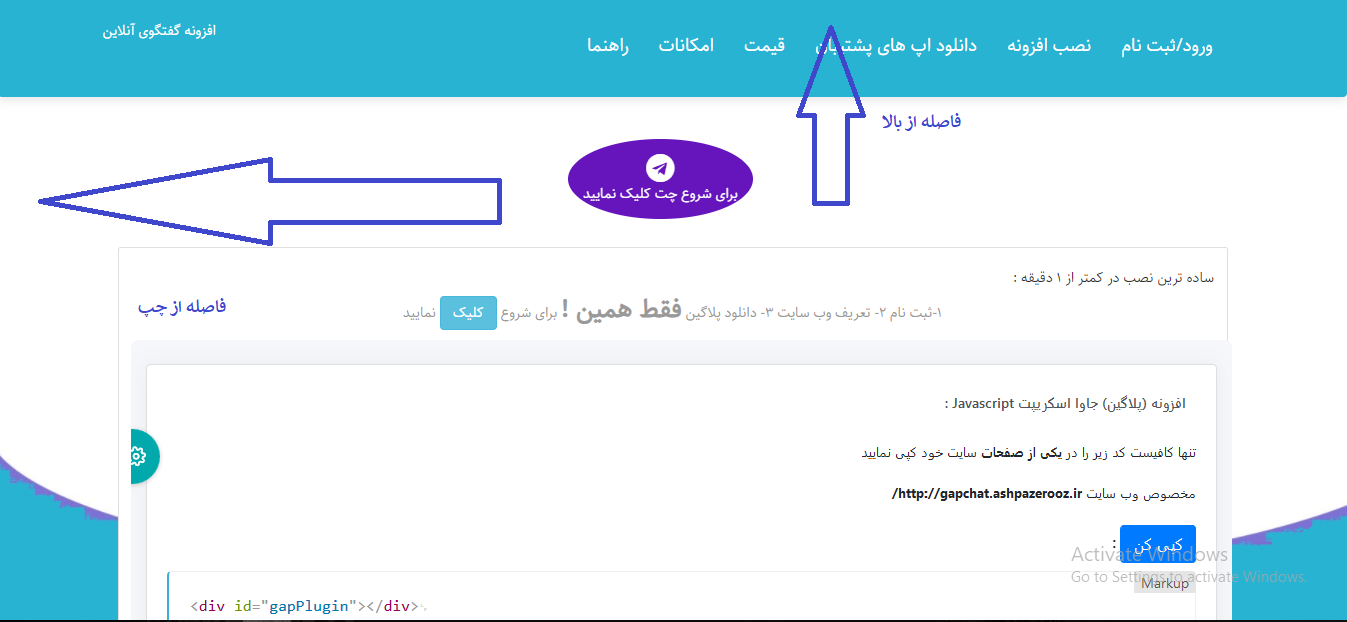 افزونه گفتگوی آنلاین
ورود/ثبت نام نصب افزونه دانلود اپ های پشتیبان قیمت امکانات راهنما
فاصله از بالا
برای شروع چت کلیک نمایید
ساده ترین نصب در کمتر از ۱ دقیقه :
فاصله از چپ
۱-ثبت نام ۲- تعریف وب سایت ۳- دانلود پلاگین فقط همین ! برای شروع کلیک نمایید
افزونه (پلاگین) جاوا اسکریپت Javascript :
تنها کافیست کد زیر را در یکی از صفحات سایت خود کپی نمایید
مخصوص وب سایت http://gapchat.ashpazerooz.ir/
کپی کن :
Activate Windows
Go to Settings to activate Windows.
Markup
<div id="gapPlugin"></div>